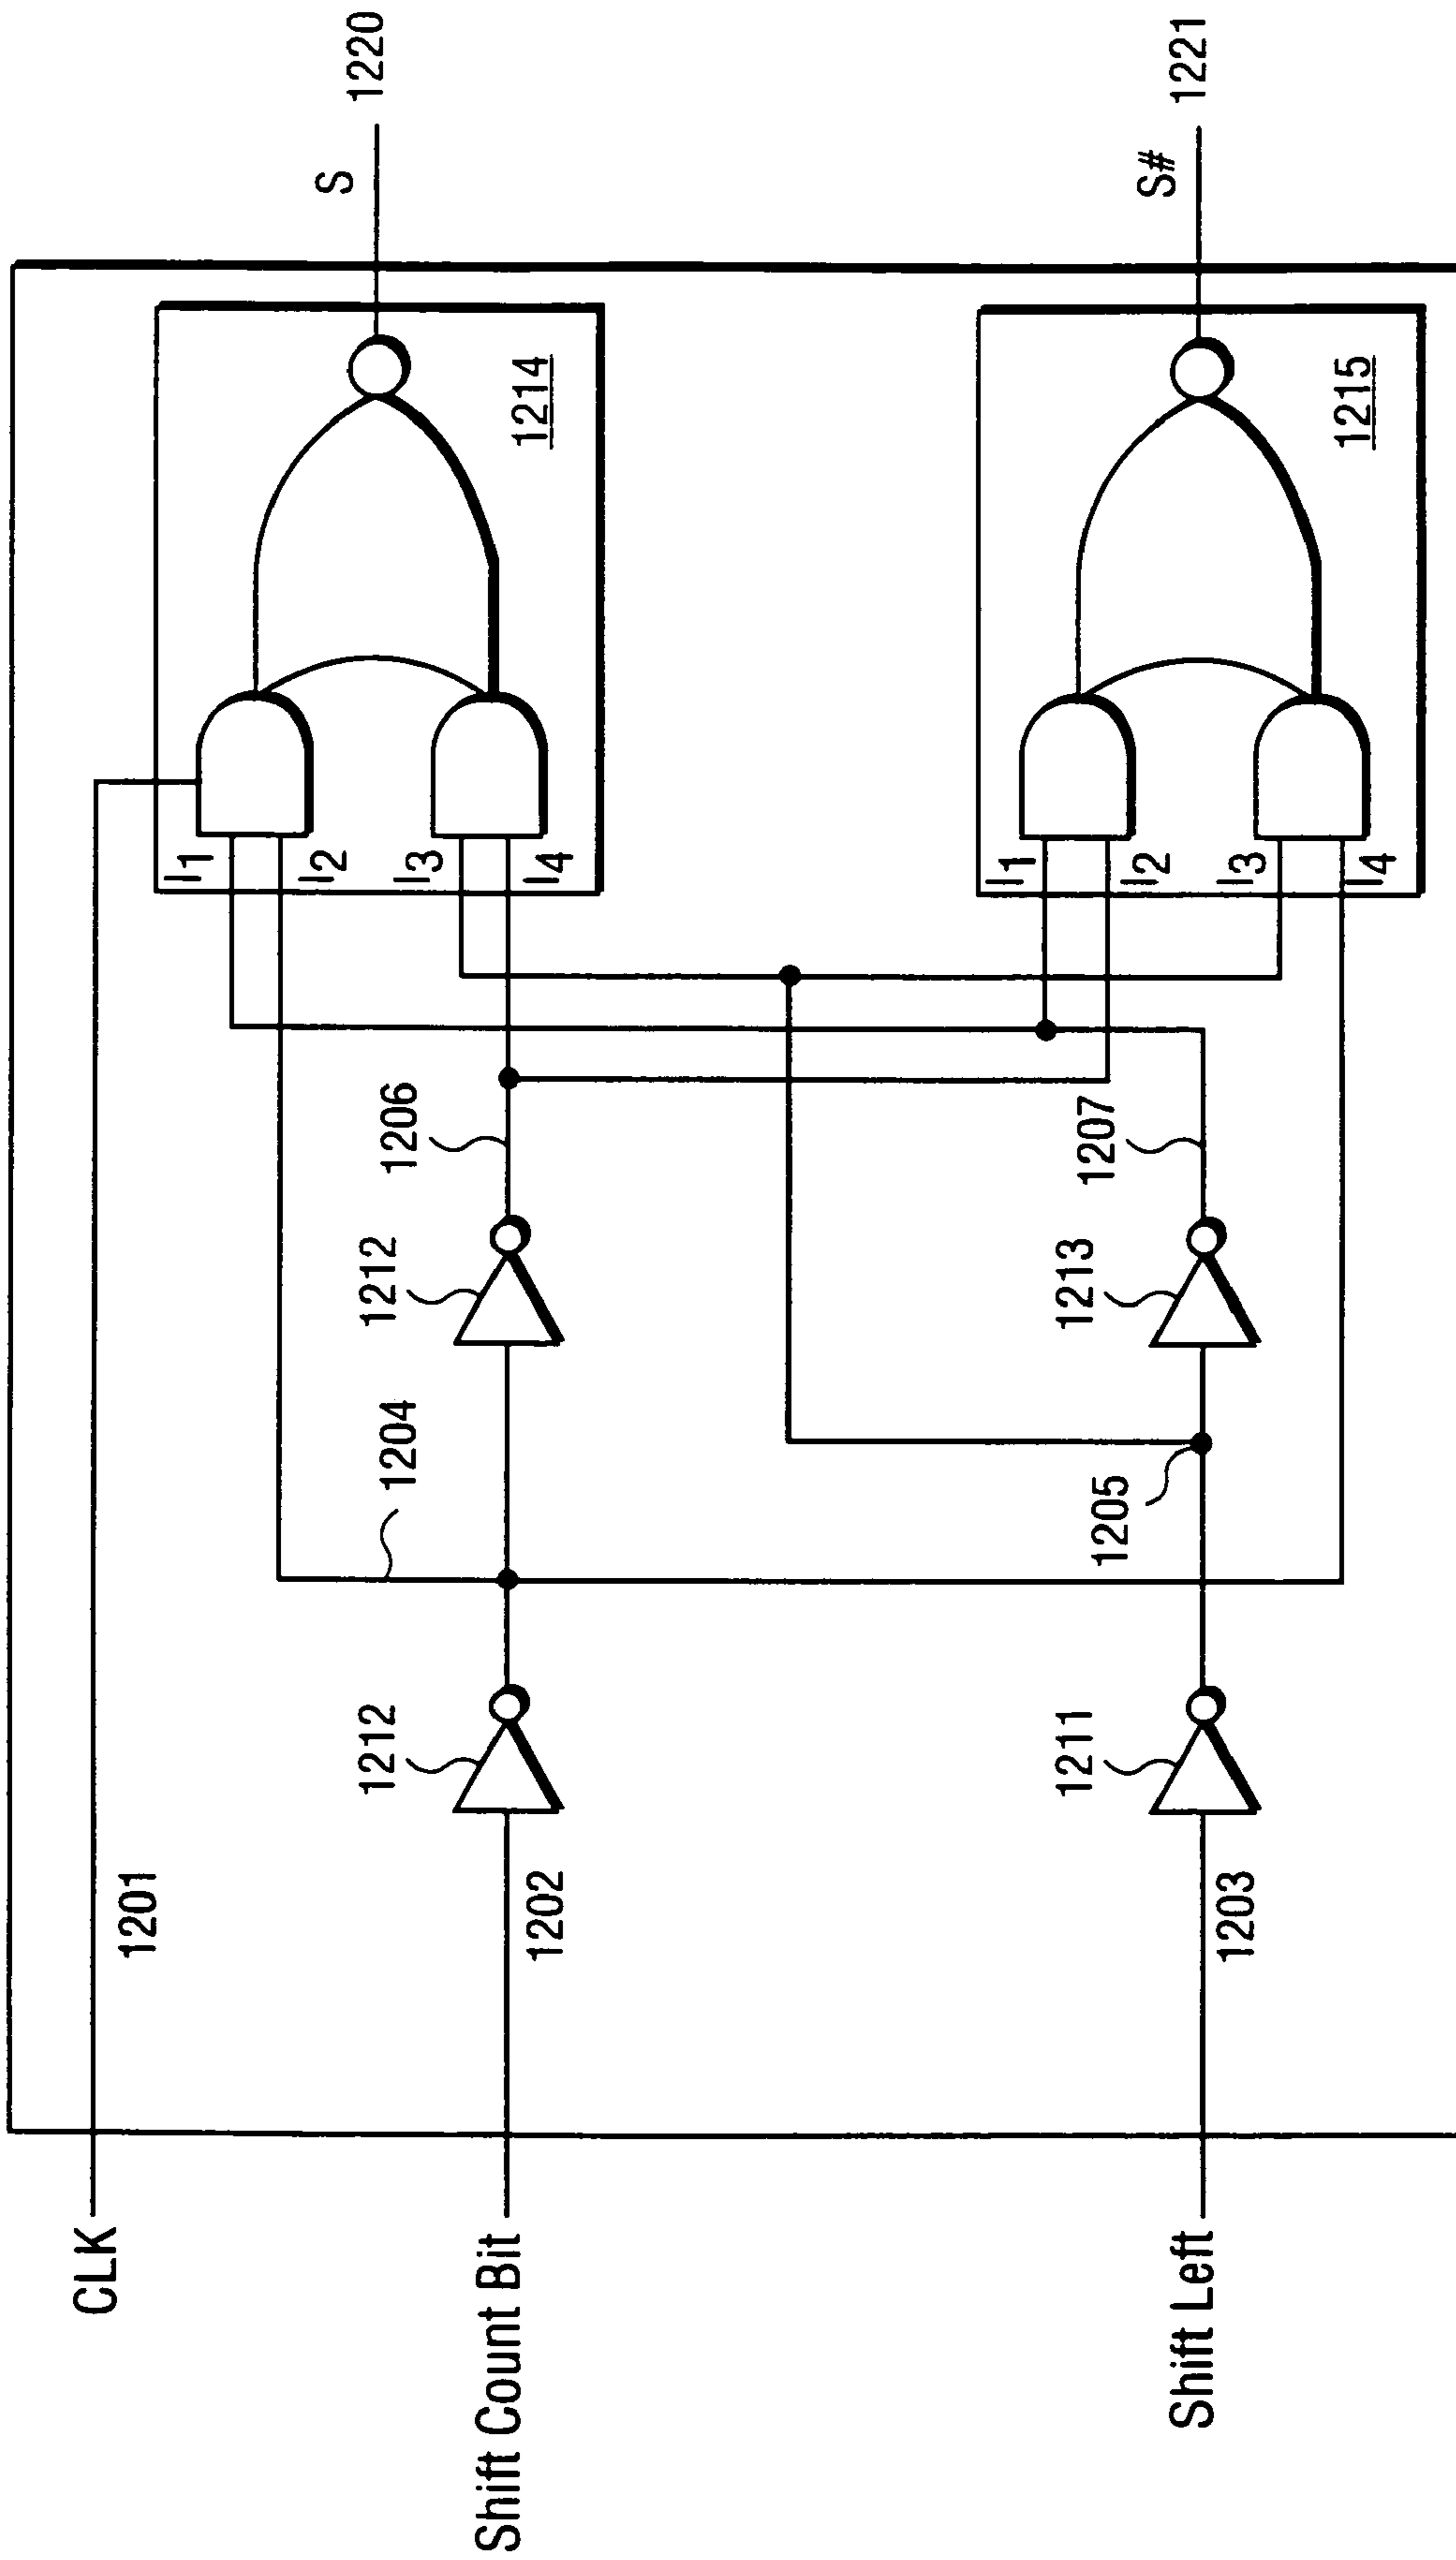 CLK
1201
Shift Count Bit
1202
1212
1204
1212
1206
I1
I2
I3
I4
1214
S
1220
Shift Left
1203
1211
1205
1213
1207
I1
I2
I3
I4
1215
S#
1221